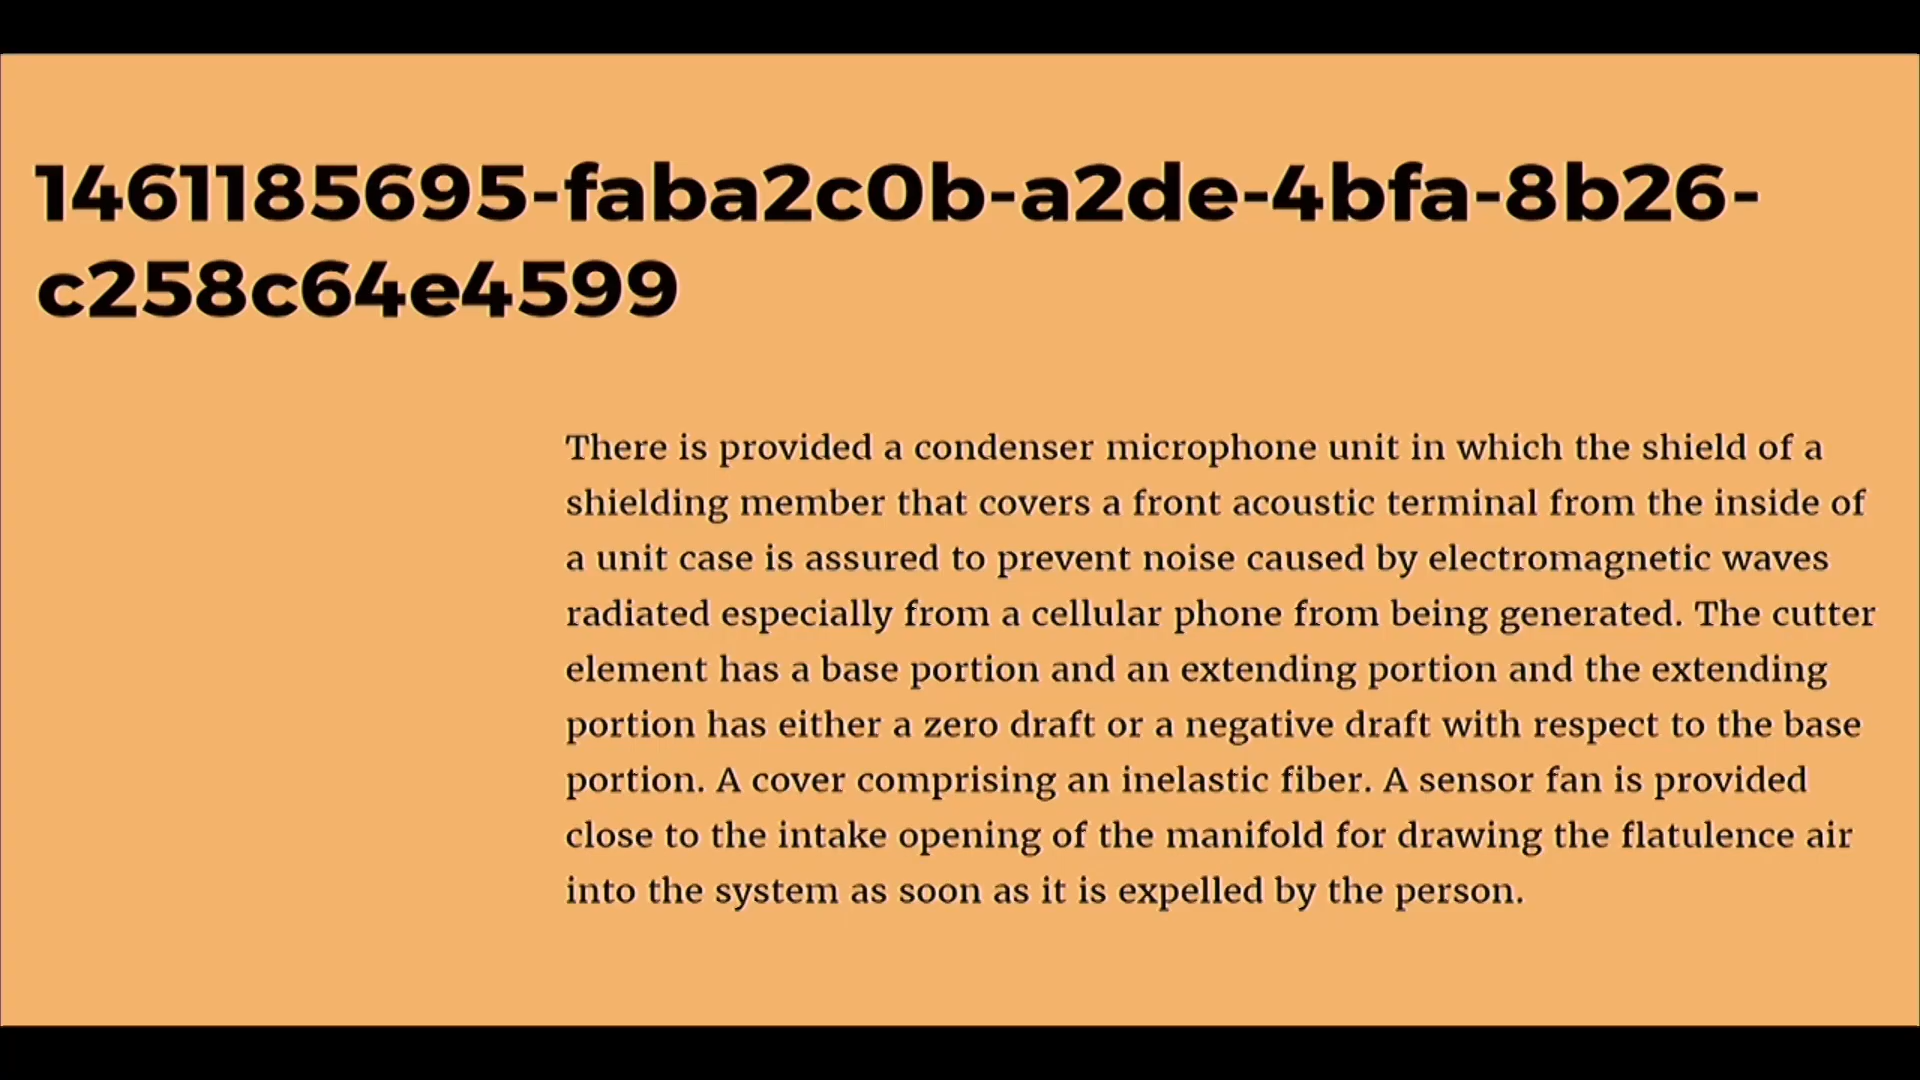 1461185695-faba2c0b-a2de-4bfa-8b26-
c258c64e4599
There is provided a condenser microphone unit in which the shield of a
shielding member that covers a front acoustic terminal from the inside of
a unit case is assured to prevent noise caused by electromagnetic waves
radiated especially from a cellular phone from being generated. The cutter
element has a base portion and an extending portion and the extending
portion has either a zero draft or a negative draft with respect to the base
portion. A cover comprising an inelastic fiber. A sensor fan is provided
close to the intake opening of the manifold for drawing the flatulence air
into the system as soon as it is expelled by the person.